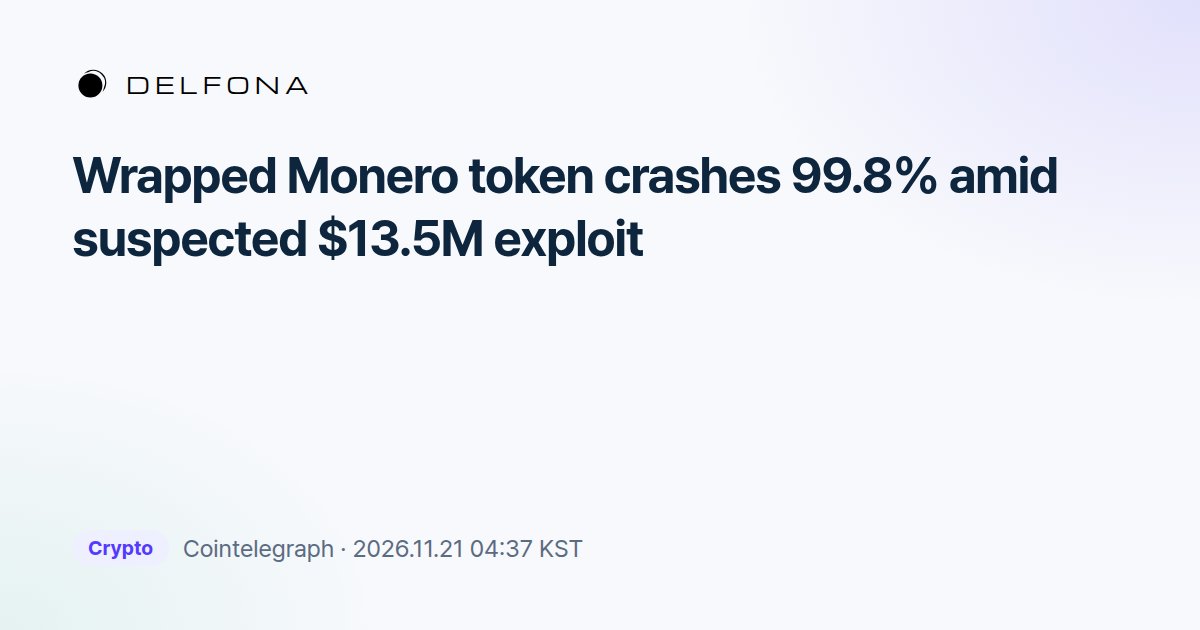 DELFONA
Wrapped Monero token crashes 99.8% amid
suspected $13.5M exploit
Crypto Cointelegraph · 2026.11.21 04:37 KST